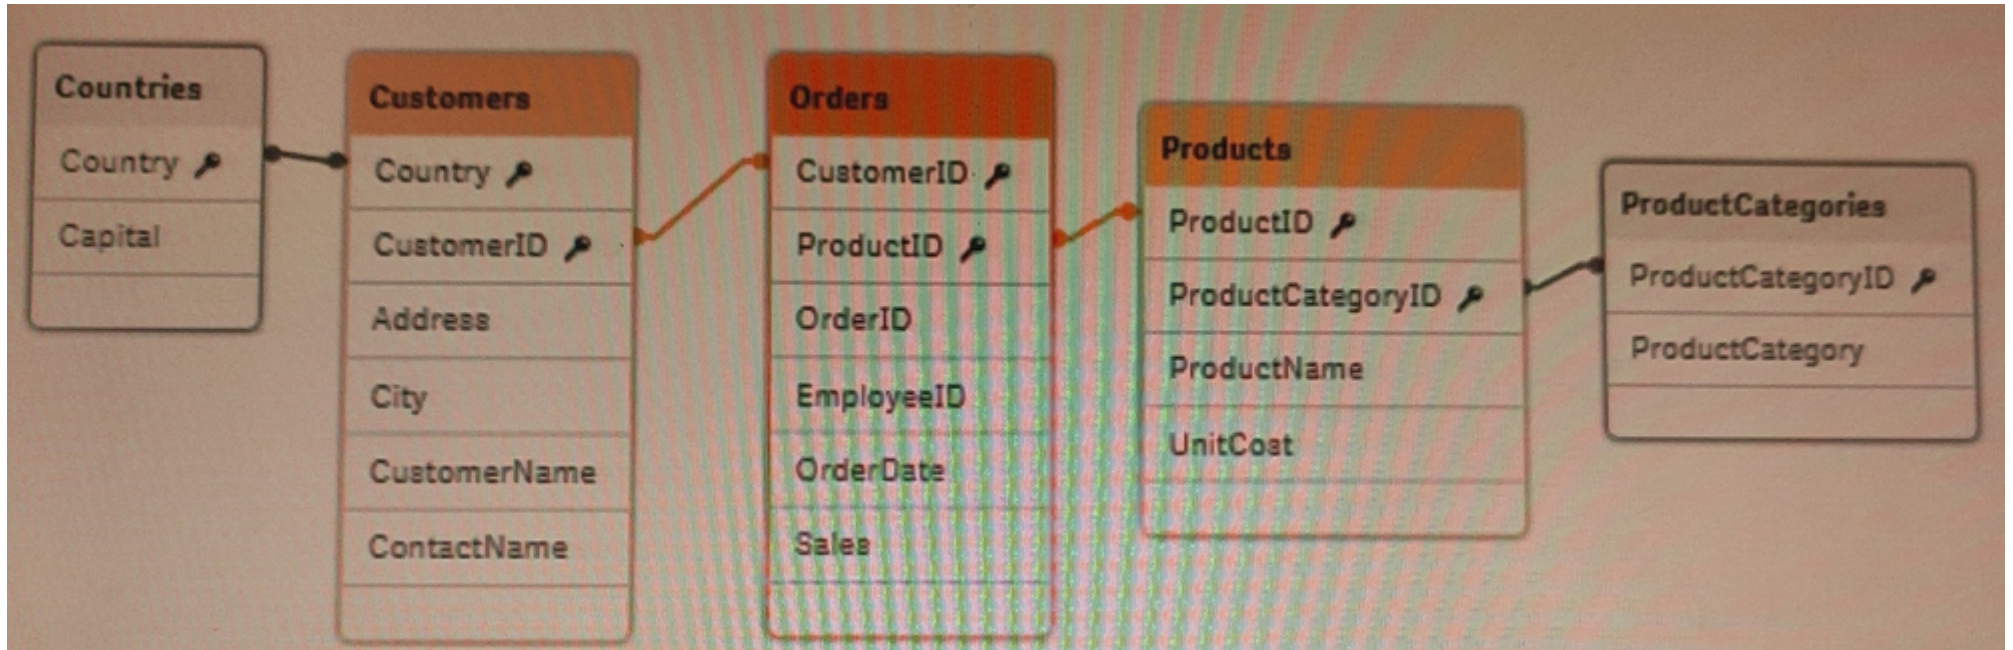 Countries
Country
Capital
Customers
Country
CustomerID
Address
City
CustomerName
ContactName
Orders
CustomerID
ProductID
OrderID
EmployeeID
OrderDate
Sales
Products
ProductID
ProductCategoryID
ProductName
UnitCost
ProductCategories
ProductCategoryID
ProductCategory